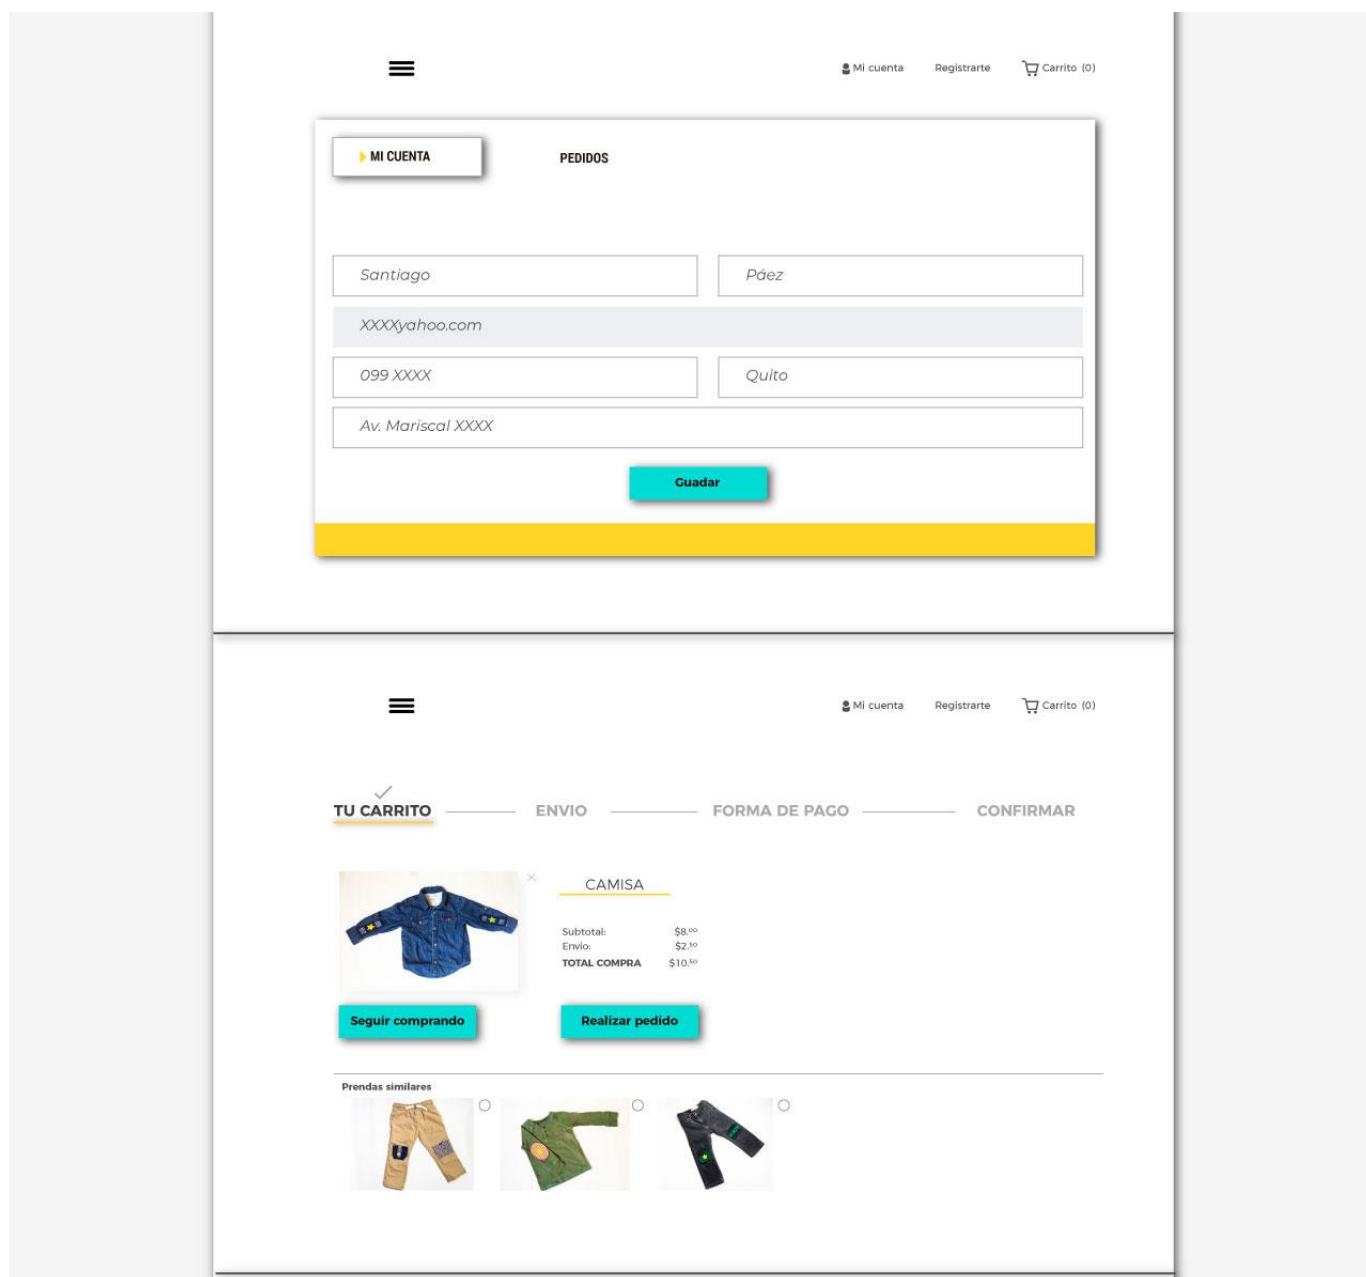 Mi cuenta Registrarte Carrito (0)
MI CUENTA PEDIDOS
Santiago Páez
XXXXyahoo.com
099 XXXX Quito
Av. Mariscal XXXX
Guadar
Mi cuenta Registrarte Carrito (0)
TU CARRITO ENVIO FORMA DE PAGO CONFIRMAR
CAMISA
Subtotal: $8.00
Envio: $2.50
TOTAL COMPRA $10.50
Seguir comprando Realizar pedido
Prendas similares